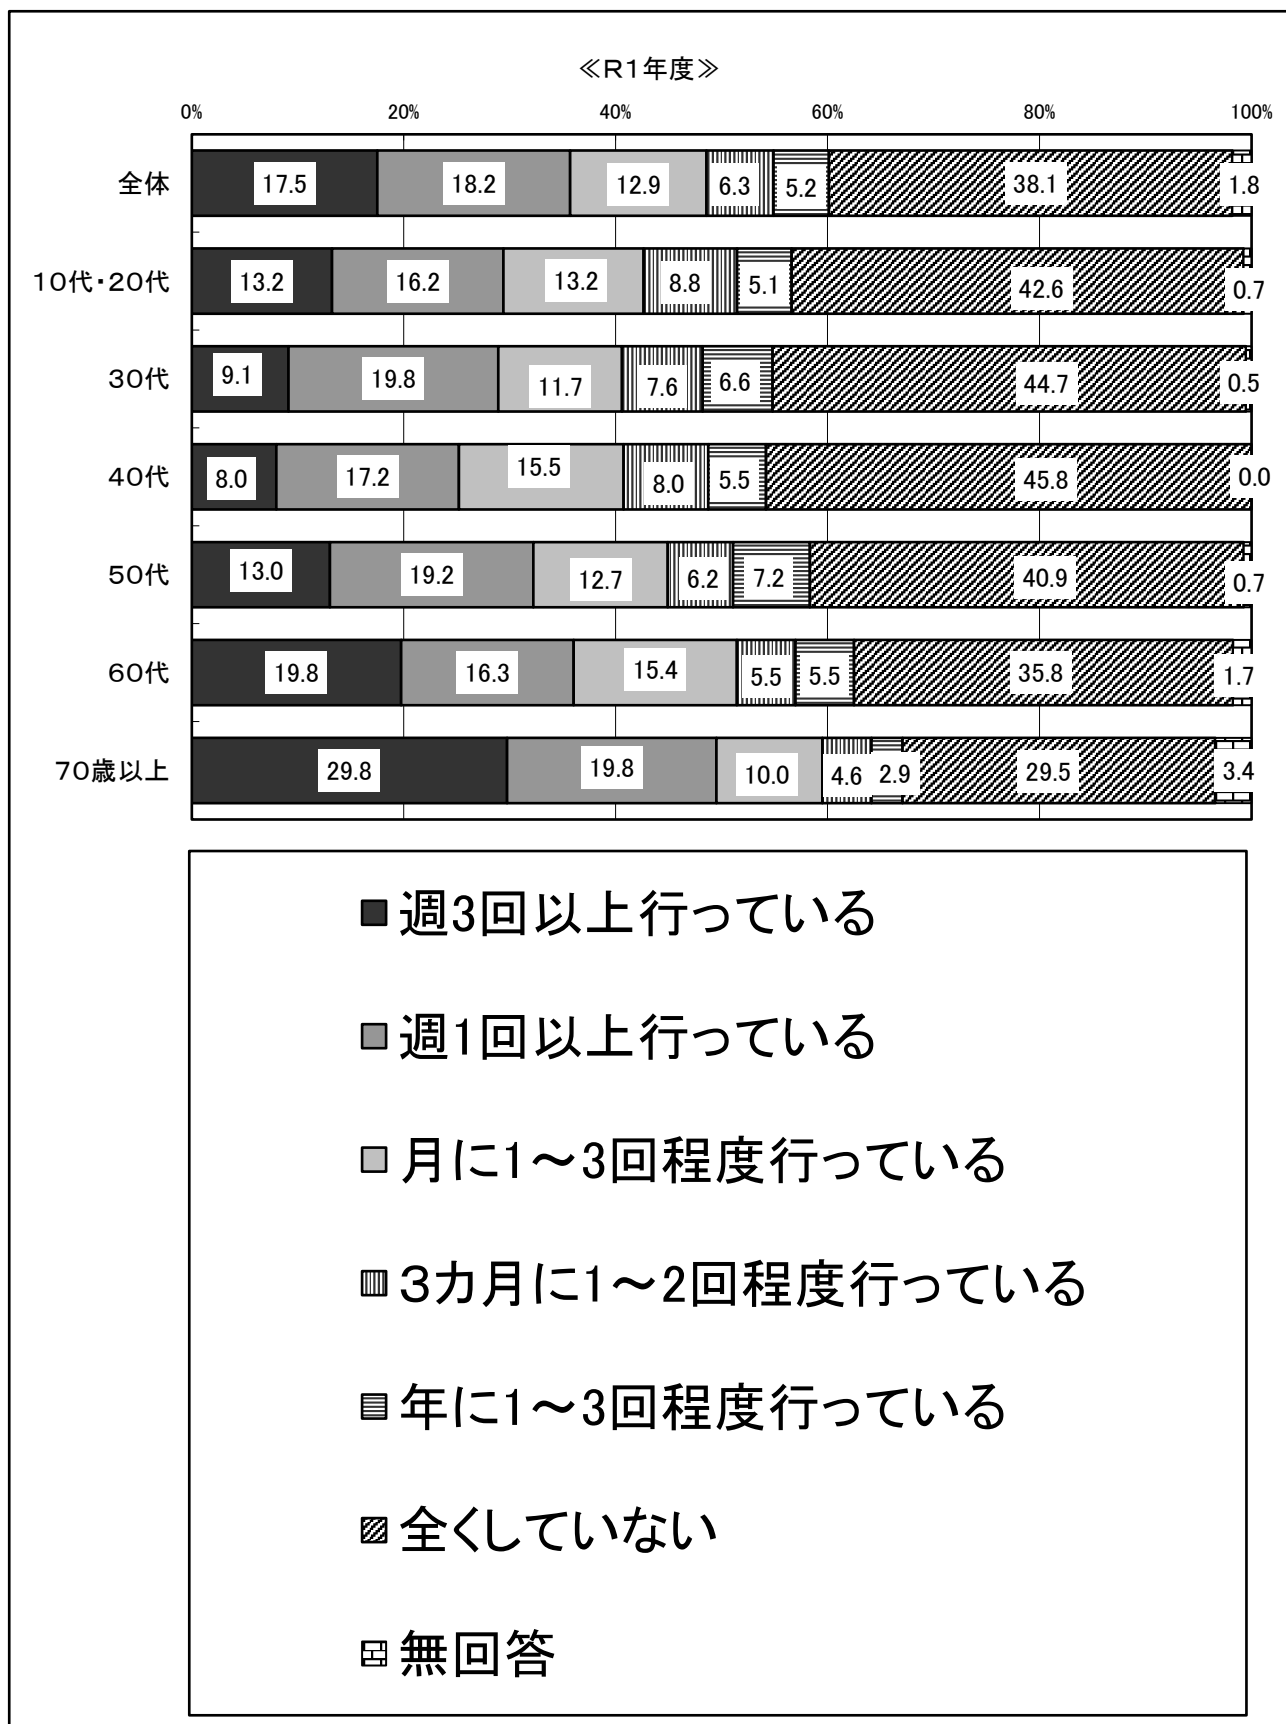 ≪R1年度≫
0% 20% 40% 60% 80% 100%
全体 17.5 18.2 12.9 6.3 5.2 38.1 1.8
10代・20代 13.2 16.2 13.2 8.8 5.1 42.6 0.7
30代 9.1 19.8 11.7 7.6 6.6 44.7 0.5
40代 8.0 17.2 15.5 8.0 5.5 45.8 0.0
50代 13.0 19.2 12.7 6.2 7.2 40.9 0.7
60代 19.8 16.3 15.4 5.5 5.5 35.8 1.7
70歳以上 29.8 19.8 10.0 4.6 2.9 29.5 3.4
週3回以上行っている
週1回以上行っている
月に1～3回程度行っている
３カ月に1～2回程度行っている
年に1～3回程度行っている
全くしていない
無回答